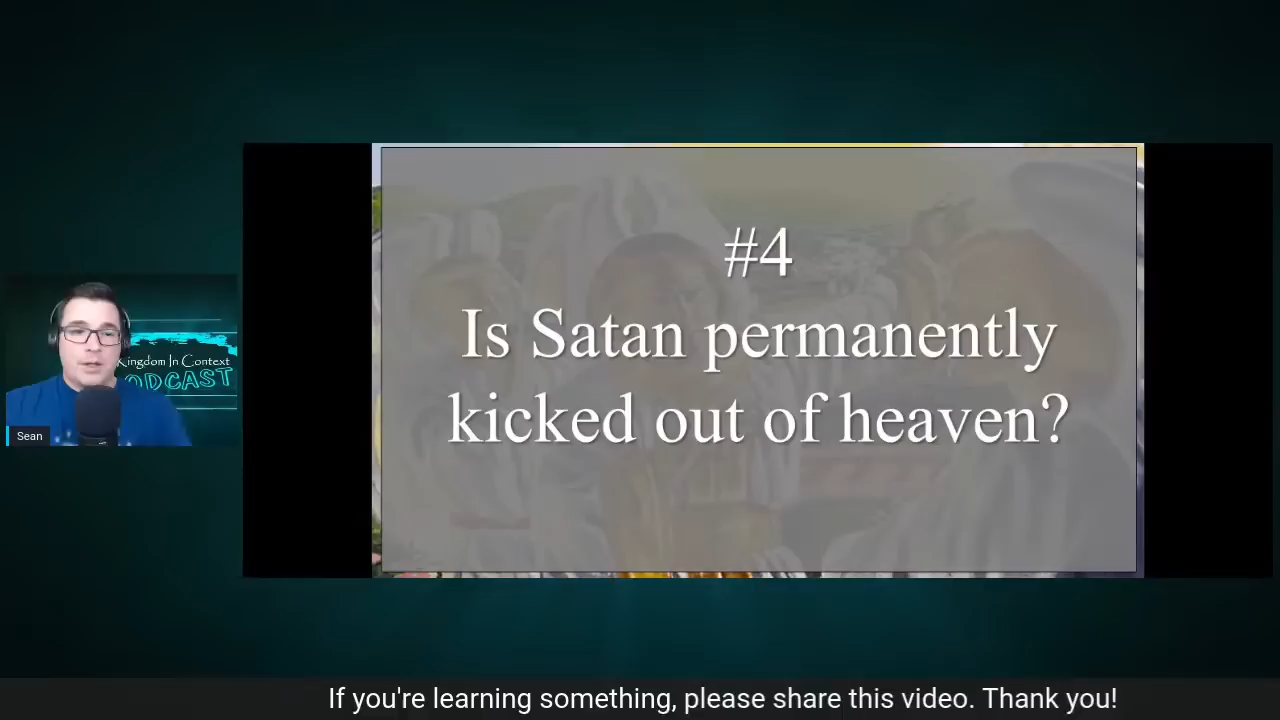 #4
Is Satan permanently
kicked out of heaven?
Kingdom In Context
PODCAST
Sean
If you're learning something, please share this video. Thank you!